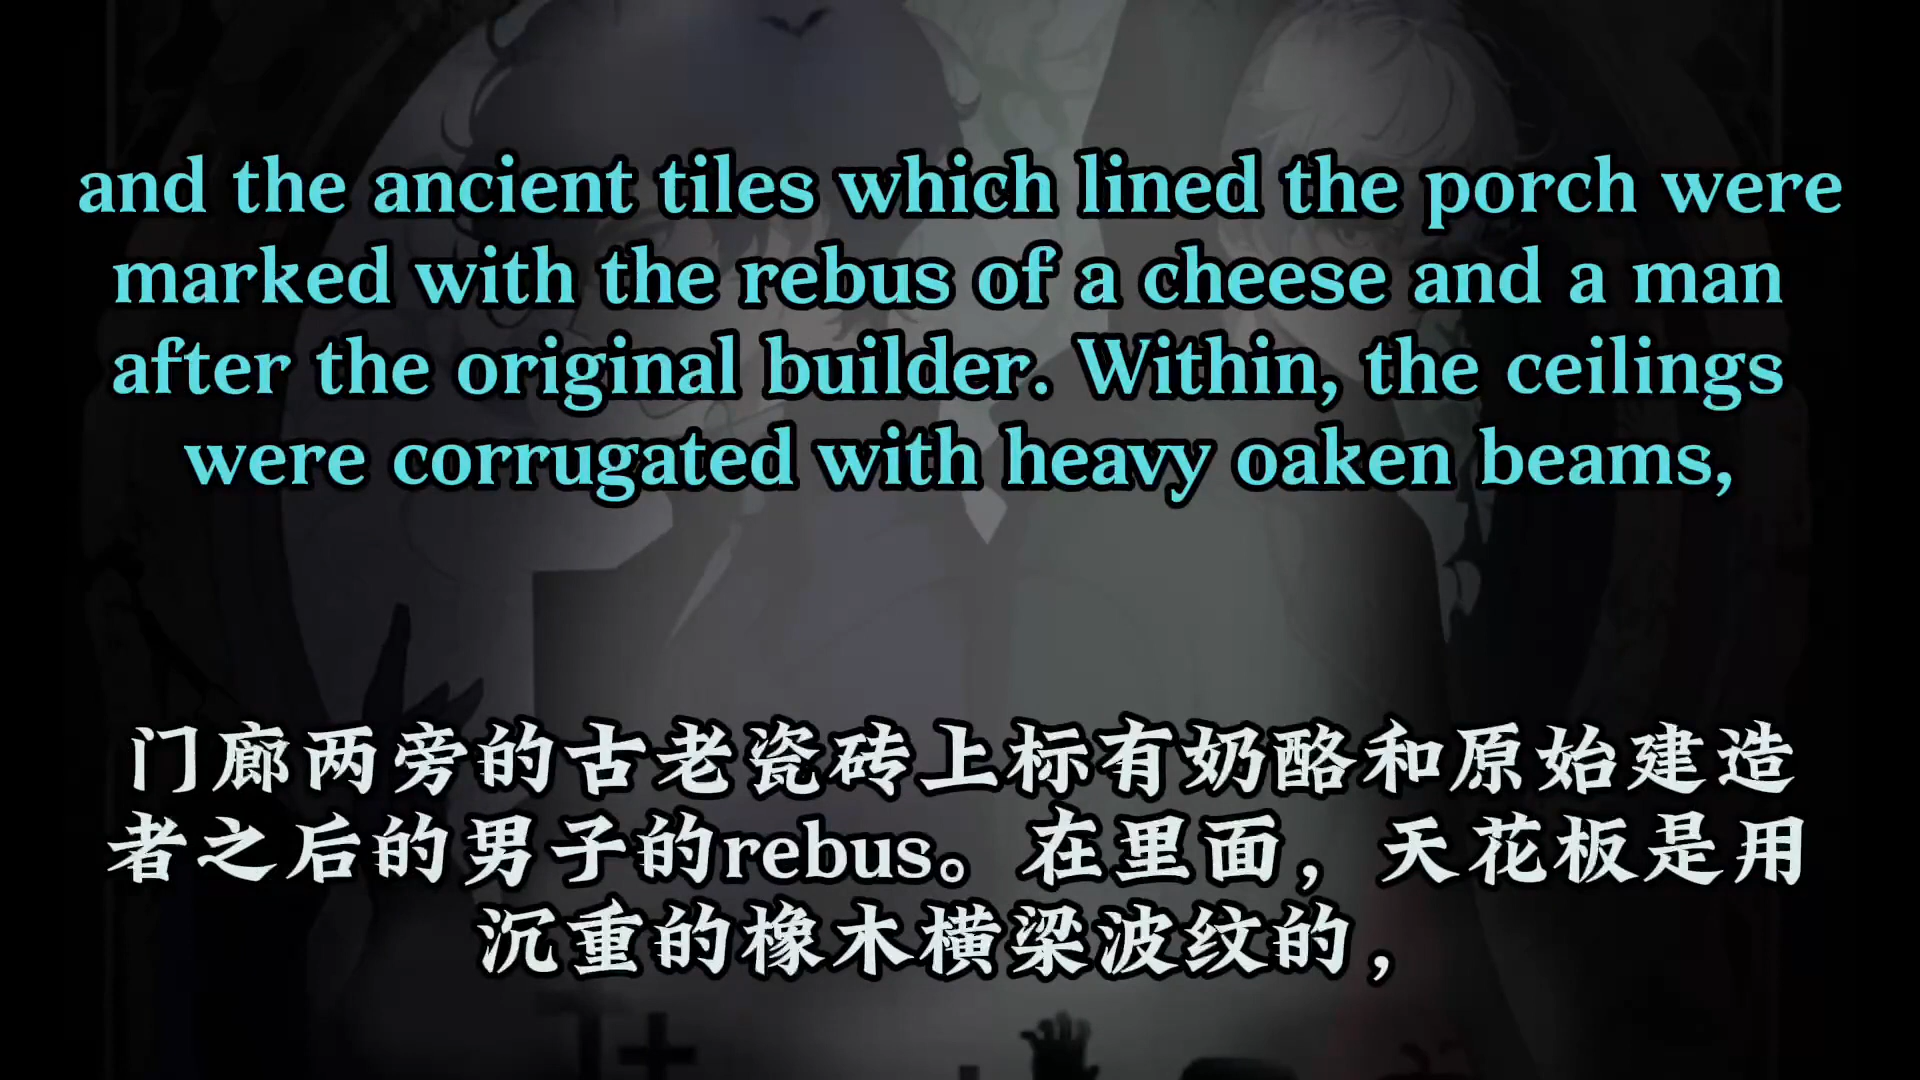 and the ancient tiles which lined the porch were
marked with the rebus of a cheese and a man
after the original builder. Within, the ceilings
were corrugated with heavy oaken beams,
门廊两旁的古老瓷砖上标有奶酪和原始建造
者之后的男子的rebus。在里面，天花板是用
沉重的橡木横梁波纹的，